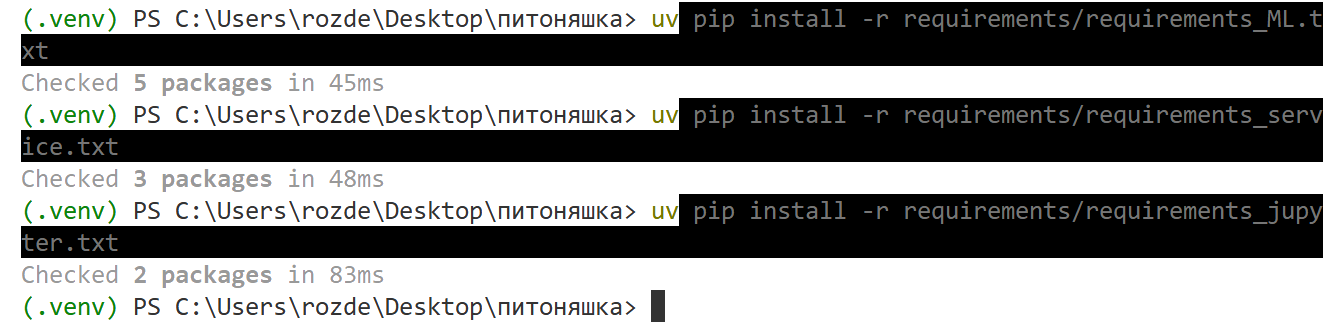 (.venv) PS C:\Users\rozde\Desktop\питоняшка> uv pip install -r requirements/requirements_ML.t
xt
Checked 5 packages in 45ms
(.venv) PS C:\Users\rozde\Desktop\питоняшка> uv pip install -r requirements/requirements_serv
ice.txt
Checked 3 packages in 48ms
(.venv) PS C:\Users\rozde\Desktop\питоняшка> uv pip install -r requirements/requirements_jupy
ter.txt
Checked 2 packages in 83ms
(.venv) PS C:\Users\rozde\Desktop\питоняшка>